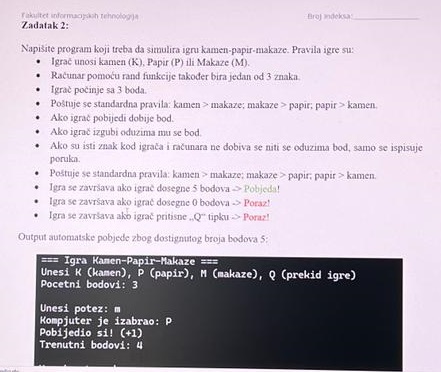 Fakultet informacijskih tehnologija Broj indeksa:
Zadatak 2:
Napišite program koji treba da simulira igru kamen-papir-makaze. Pravila igre su:
• Igrač unosi kamen (K), Papir (P) ili Makaze (M).
• Računar pomoću rand funkcije također bira jedan od 3 znaka.
• Igrač počinje sa 3 boda.
• Poštuje se standardna pravila: kamen > makaze; makaze > papir; papir > kamen.
• Ako igrač pobijedi dobije bod.
• Ako igrač izgubi oduzima mu se bod.
• Ako su isti znak kod igrača i računara ne dobiva se niti se oduzima bod, samo se ispisuje
poruka.
• Poštuje se standardna pravila: kamen > makaze; makaze > papir; papir > kamen.
• Igra se završava ako igrač dosegne 5 bodova -> Pobjeda!
• Igra se završava ako igrač dosegne 0 bodova -> Poraz!
• Igra se završava ako igrač pritisne „Q“ tipku -> Poraz!
Output automatske pobjede zbog dostignutog broja bodova 5:
=== Igra Kamen-Papir-Makaze ===
Unesi K (kamen), P (papir), M (makaze), Q (prekid igre)
Pocetni bodovi: 3
Unesi potez: m
Kompjuter je izabrao: P
Pobijedio si! (+1)
Trenutni bodovi: 4